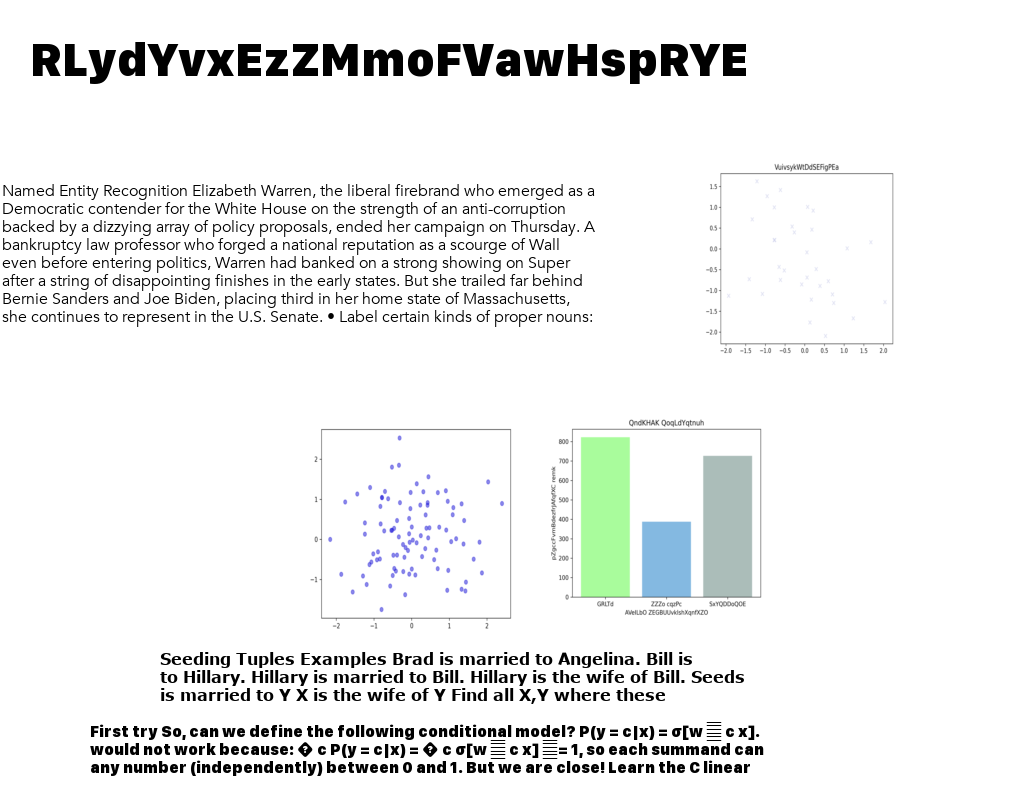 RLydYvxEzZMmoFVawHspRYE
Named Entity Recognition Elizabeth Warren, the liberal firebrand who emerged as a
Democratic contender for the White House on the strength of an anti-corruption
backed by a dizzying array of policy proposals, ended her campaign on Thursday. A
bankruptcy law professor who forged a national reputation as a scourge of Wall
even before entering politics, Warren had banked on a strong showing on Super
after a string of disappointing finishes in the early states. But she trailed far behind
Bernie Sanders and Joe Biden, placing third in her home state of Massachusetts,
she continues to represent in the U.S. Senate. • Label certain kinds of proper nouns:
VuivsykWtDdSEFigPEa
1.5
1.0
0.5
0.0
−0.5
−1.0
−1.5
−2.0
−2.0 −1.5 −1.0 −0.5 0.0 0.5 1.0 1.5 2.0
2
1
0
−1
−2 −1 0 1 2
QndKHAK QoqLdYqtnuh
800
700
600
500
400
300
200
100
0
GRLTd ZZZo cqzPc SxYQDDoQOE
AVelLbO ZEGBUUvklshXqnfXZO
Seeding Tuples Examples Brad is married to Angelina. Bill is
to Hillary. Hillary is married to Bill. Hillary is the wife of Bill. Seeds
is married to Y X is the wife of Y Find all X,Y where these
First try So, can we define the following conditional model? P(y = c|x) = σ[w c x].
would not work because: � c P(y = c|x) = � c σ[w c x] = 1, so each summand can
any number (independently) between 0 and 1. But we are close! Learn the C linear